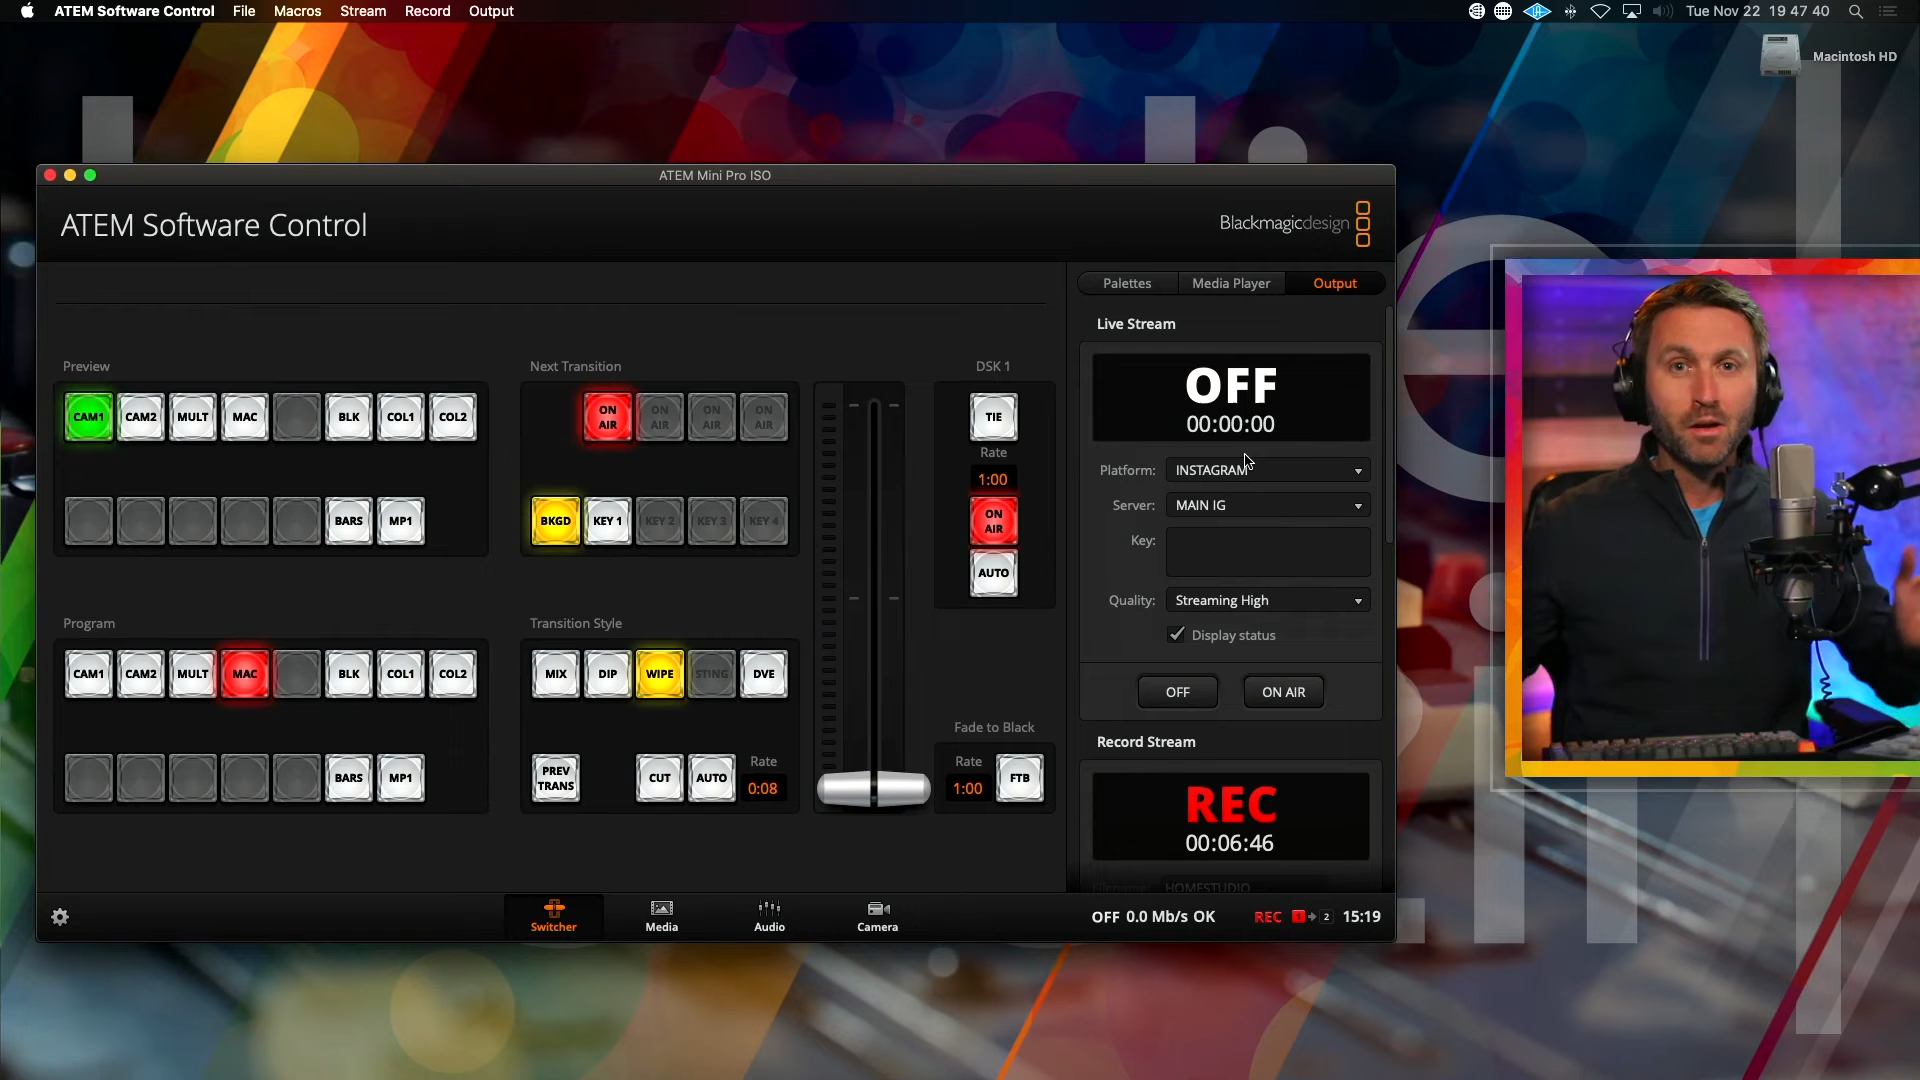 ATEM Software Control File Macros Stream Record Output Tue Nov 22 19 47 40
Macintosh HD
ATEM Mini Pro ISO
ATEM Software Control
Blackmagicdesign
Palettes Media Player Output
Live Stream
OFF
00:00:00
Platform: INSTAGRAM
Server: MAIN IG
Key:
Quality: Streaming High
Display status
OFF ON AIR
Record Stream
REC
00:06:46
Filename: HOMESTUDIO
Preview
CAM1 CAM2 MULT MAC BLK COL1 COL2
BARS MP1
Next Transition
ON AIR ON AIR ON AIR ON AIR
BKGD KEY 1 KEY 2 KEY 3 KEY 4
DSK 1
TIE
Rate
1:00
ON AIR
AUTO
Program
CAM1 CAM2 MULT MAC BLK COL1 COL2
BARS MP1
Transition Style
MIX DIP WIPE STING DVE
PREV TRANS CUT AUTO Rate
0:08
Fade to Black
Rate
1:00 FTB
Switcher Media Audio Camera
OFF 0.0 Mb/s OK REC 1 2 15:19